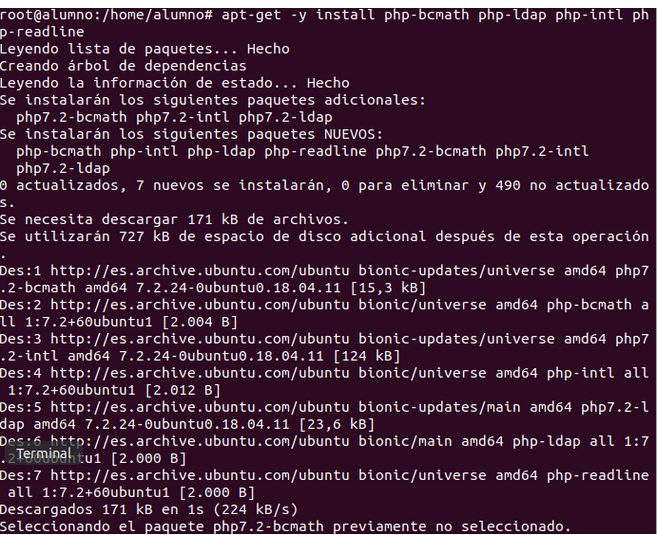 root@alumno:/home/alumno# apt-get -y install php-bcmath php-ldap php-intl ph
p-readline
Leyendo lista de paquetes... Hecho
Creando árbol de dependencias
Leyendo la información de estado... Hecho
Se instalarán los siguientes paquetes adicionales:
  php7.2-bcmath php7.2-intl php7.2-ldap
Se instalarán los siguientes paquetes NUEVOS:
  php-bcmath php-intl php-ldap php-readline php7.2-bcmath php7.2-intl
  php7.2-ldap
0 actualizados, 7 nuevos se instalarán, 0 para eliminar y 490 no actualizado
s.
Se necesita descargar 171 kB de archivos.
Se utilizarán 727 kB de espacio de disco adicional después de esta operación
.
Des:1 http://es.archive.ubuntu.com/ubuntu bionic-updates/universe amd64 php7
.2-bcmath amd64 7.2.24-0ubuntu0.18.04.11 [15,3 kB]
Des:2 http://es.archive.ubuntu.com/ubuntu bionic/universe amd64 php-bcmath a
ll 1:7.2+60ubuntu1 [2.004 B]
Des:3 http://es.archive.ubuntu.com/ubuntu bionic-updates/universe amd64 php7
.2-intl amd64 7.2.24-0ubuntu0.18.04.11 [124 kB]
Des:4 http://es.archive.ubuntu.com/ubuntu bionic/universe amd64 php-intl all
 1:7.2+60ubuntu1 [2.012 B]
Des:5 http://es.archive.ubuntu.com/ubuntu bionic-updates/main amd64 php7.2-l
dap amd64 7.2.24-0ubuntu0.18.04.11 [23,6 kB]
Des:6 http://es.archive.ubuntu.com/ubuntu bionic/main amd64 php-ldap all 1:7
Terminal
.2+60ubuntu1 [2.000 B]
Des:7 http://es.archive.ubuntu.com/ubuntu bionic/universe amd64 php-readline
 all 1:7.2+60ubuntu1 [2.000 B]
Descargados 171 kB en 1s (224 kB/s)
Seleccionando el paquete php7.2-bcmath previamente no seleccionado.